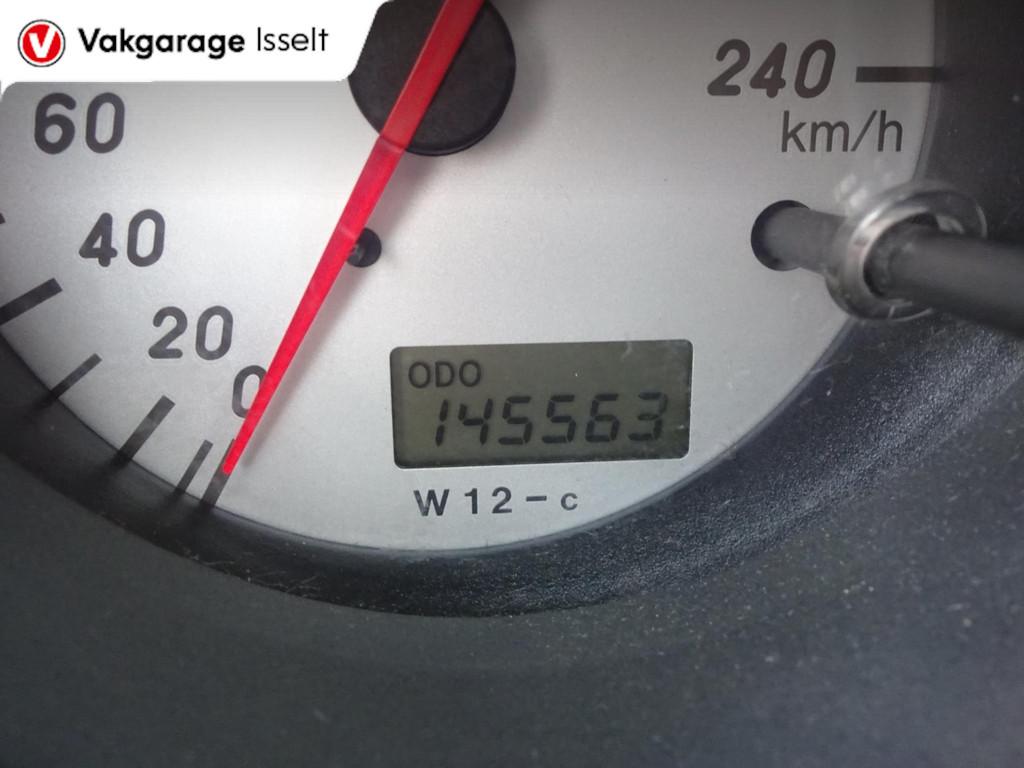 Vakgarage Isselt
240
km/h
60
40
20
0
ODO
145563
W12-c